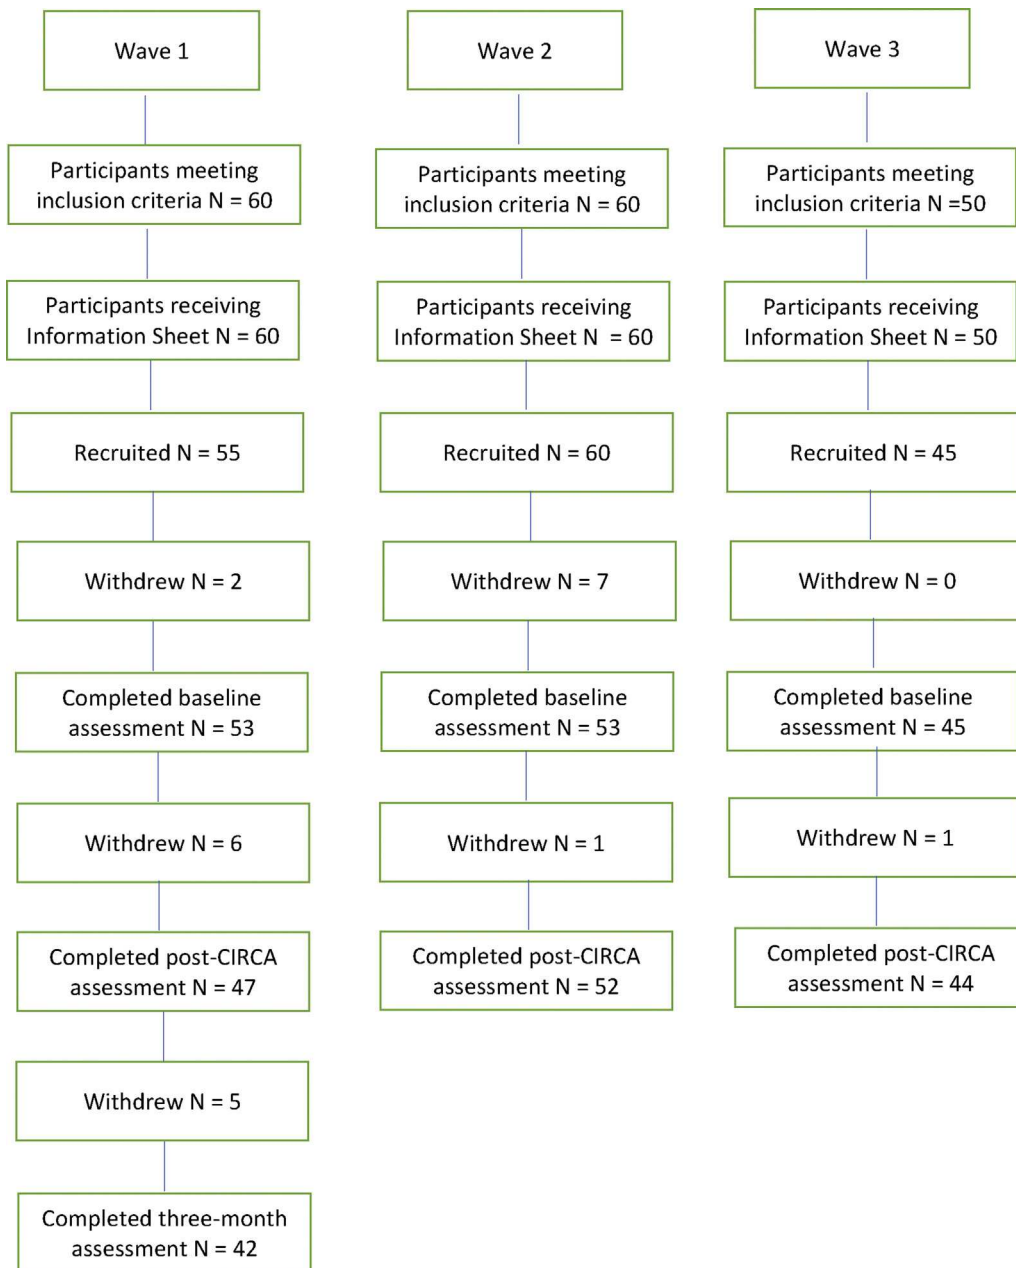 Wave 1
Participants meeting
inclusion criteria N = 60
Participants receiving
Information Sheet N = 60
Recruited N = 55
Withdrew N = 2
Completed baseline
assessment N = 53
Withdrew N = 6
Completed post-CIRCA
assessment N = 47
Withdrew N = 5
Completed three-month
assessment N = 42
Wave 2
Participants meeting
inclusion criteria N = 60
Participants receiving
Information Sheet N  = 60
Recruited N = 60
Withdrew N = 7
Completed baseline
assessment N = 53
Withdrew N = 1
Completed post-CIRCA
assessment N = 52
Wave 3
Participants meeting
inclusion criteria N =50
Participants receiving
Information Sheet N = 50
Recruited N = 45
Withdrew N = 0
Completed baseline
assessment N = 45
Withdrew N = 1
Completed post-CIRCA
assessment N = 44